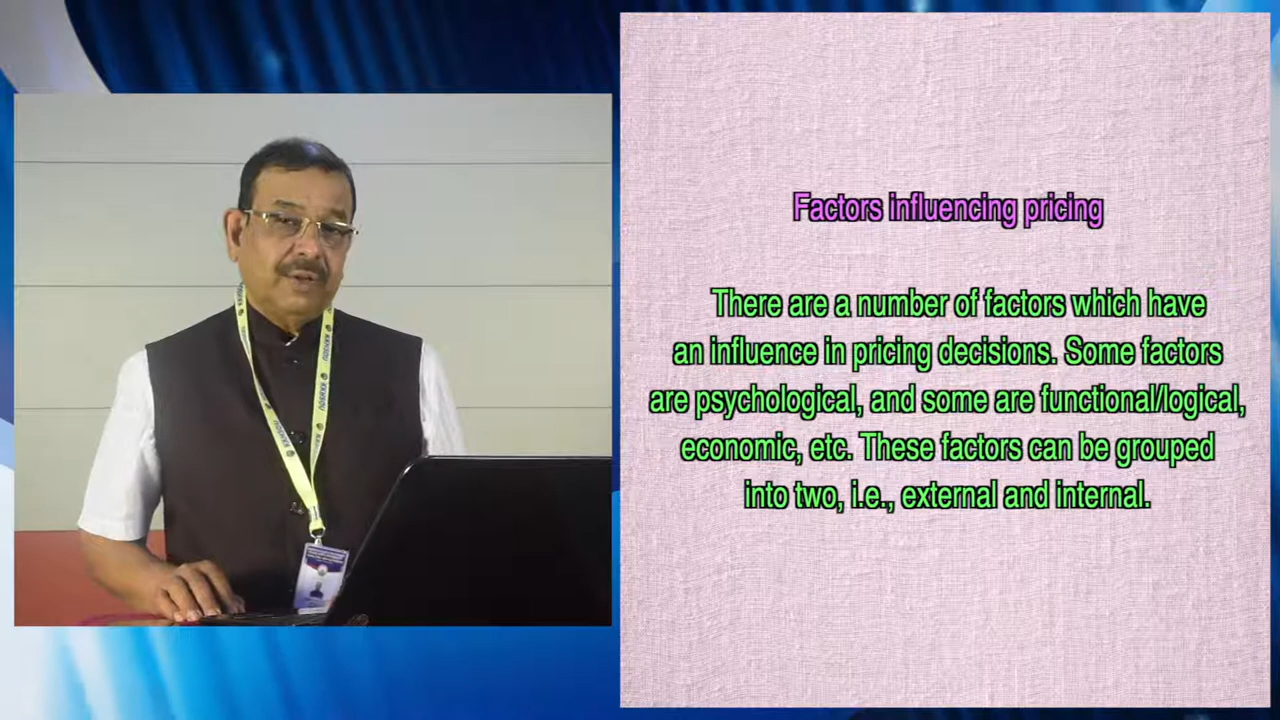 Factors influencing pricing
There are a number of factors which have
an influence in pricing decisions. Some factors
are psychological, and some are functional/logical,
economic, etc. These factors can be grouped
into two, i.e., external and internal.